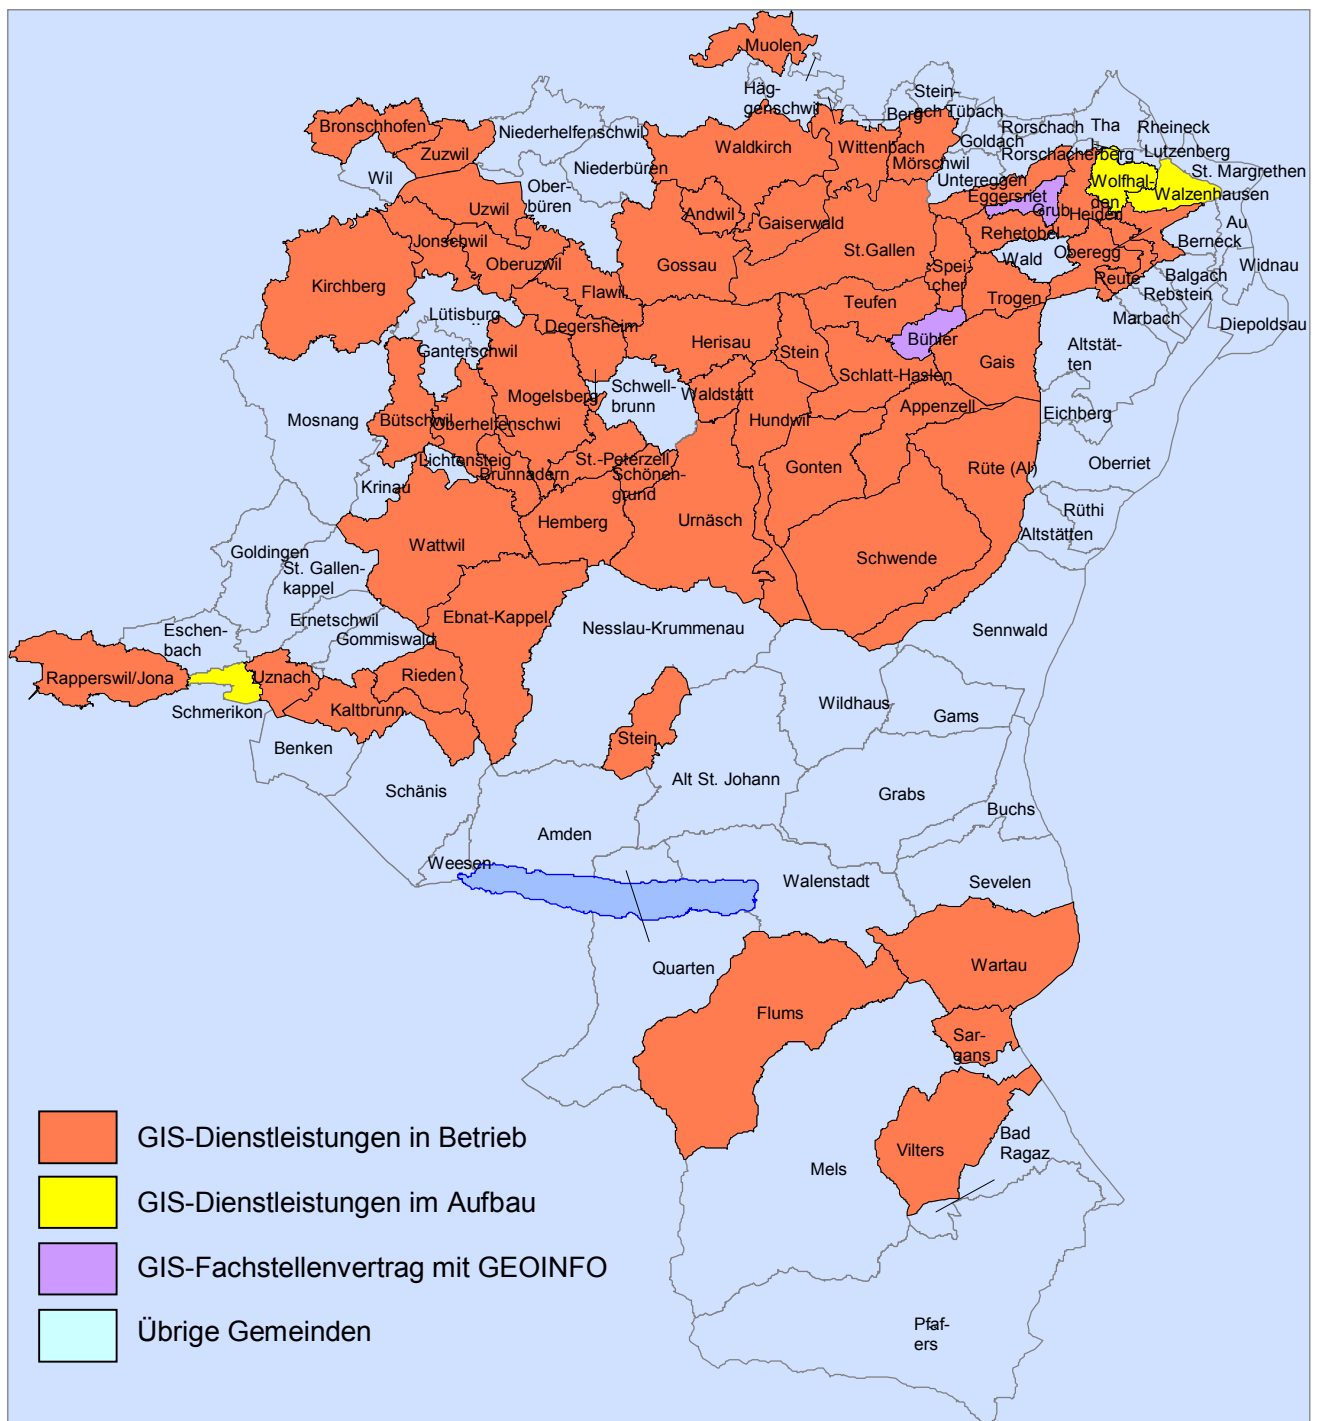 Muolen
Häg-
genschwil
Stein-
ach
Tübach
Berg
Bronschhofen
Niederhelfenschwil
Zuzwil
Waldkirch
Wittenbach
Mörschwil
Goldach
Rorschach
Tha
Rheineck
Rorschacherberg
Lutzenberg
St. Margrethen
Wil
Niederbüren
Ober-
büren
Untereggen
Wolfhal-
den
Walzenhausen
Eggersriet
Grub
Heiden
Uzwil
Andwil
Gaiserwald
Au
Jonschwil
Rehetobel
Berneck
St.Gallen
Oberuzwil
Gossau
Spei-
cher
Wald
Oberegg
Widnau
Kirchberg
Flawil
Teufen
Trogen
Reute
Balgach
Rebstein
Lütisburg
Degersheim
Marbach
Diepoldsau
Herisau
Stein
Bühler
Ganterschwil
Gais
Altstät-
ten
Schlatt-Haslen
Schwell-
brunn
Waldstatt
Mogelsberg
Appenzell
Eichberg
Mosnang
Bütschwil
Oberhelfenschwi
Hundwil
Lichtensteig
St.-Peterzell
Gonten
Rüte (AI)
Oberriet
Krinau
Brunnadern
Schönen-
grund
Rüthi
Hemberg
Urnäsch
Altstätten
Wattwil
Goldingen
St. Gallen-
kappel
Schwende
Ernetschwil
Ebnat-Kappel
Eschen-
bach
Gommiswald
Nesslau-Krummenau
Sennwald
Rapperswil/Jona
Uznach
Rieden
Schmerikon
Kaltbrunn
Wildhaus
Gams
Benken
Stein
Schänis
Alt St. Johann
Grabs
Buchs
Amden
Weesen
Walenstadt
Sevelen
Quarten
Wartau
Flums
Sar-
gans
GIS-Dienstleistungen in Betrieb
Bad
Ragaz
Vilters
Mels
GIS-Dienstleistungen im Aufbau
GIS-Fachstellenvertrag mit GEOINFO
Übrige Gemeinden
Pfäf-
ers